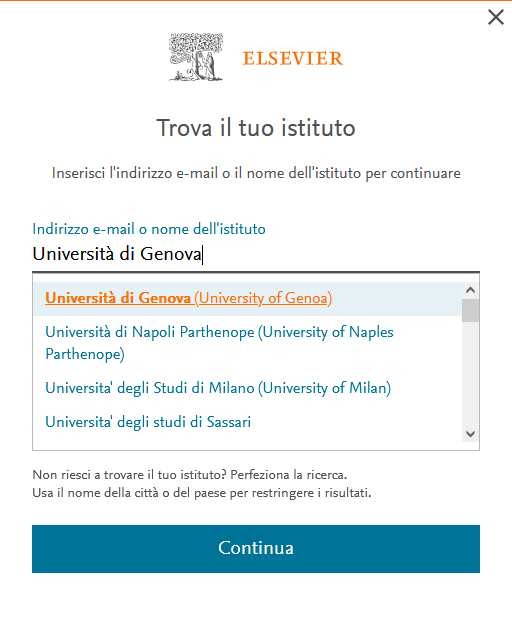 ELSEVIER
Trova il tuo istituto
Inserisci l'indirizzo e-mail o il nome dell'istituto per continuare
Indirizzo e-mail o nome dell'istituto
Università di Genova
Università di Genova (University of Genoa)
Università di Napoli Parthenope (University of Naples
Parthenope)
Universita' degli Studi di Milano (University of Milan)
Universita' degli studi di Sassari
Non riesci a trovare il tuo istituto? Perfeziona la ricerca.
Usa il nome della città o del paese per restringere i risultati.
Continua